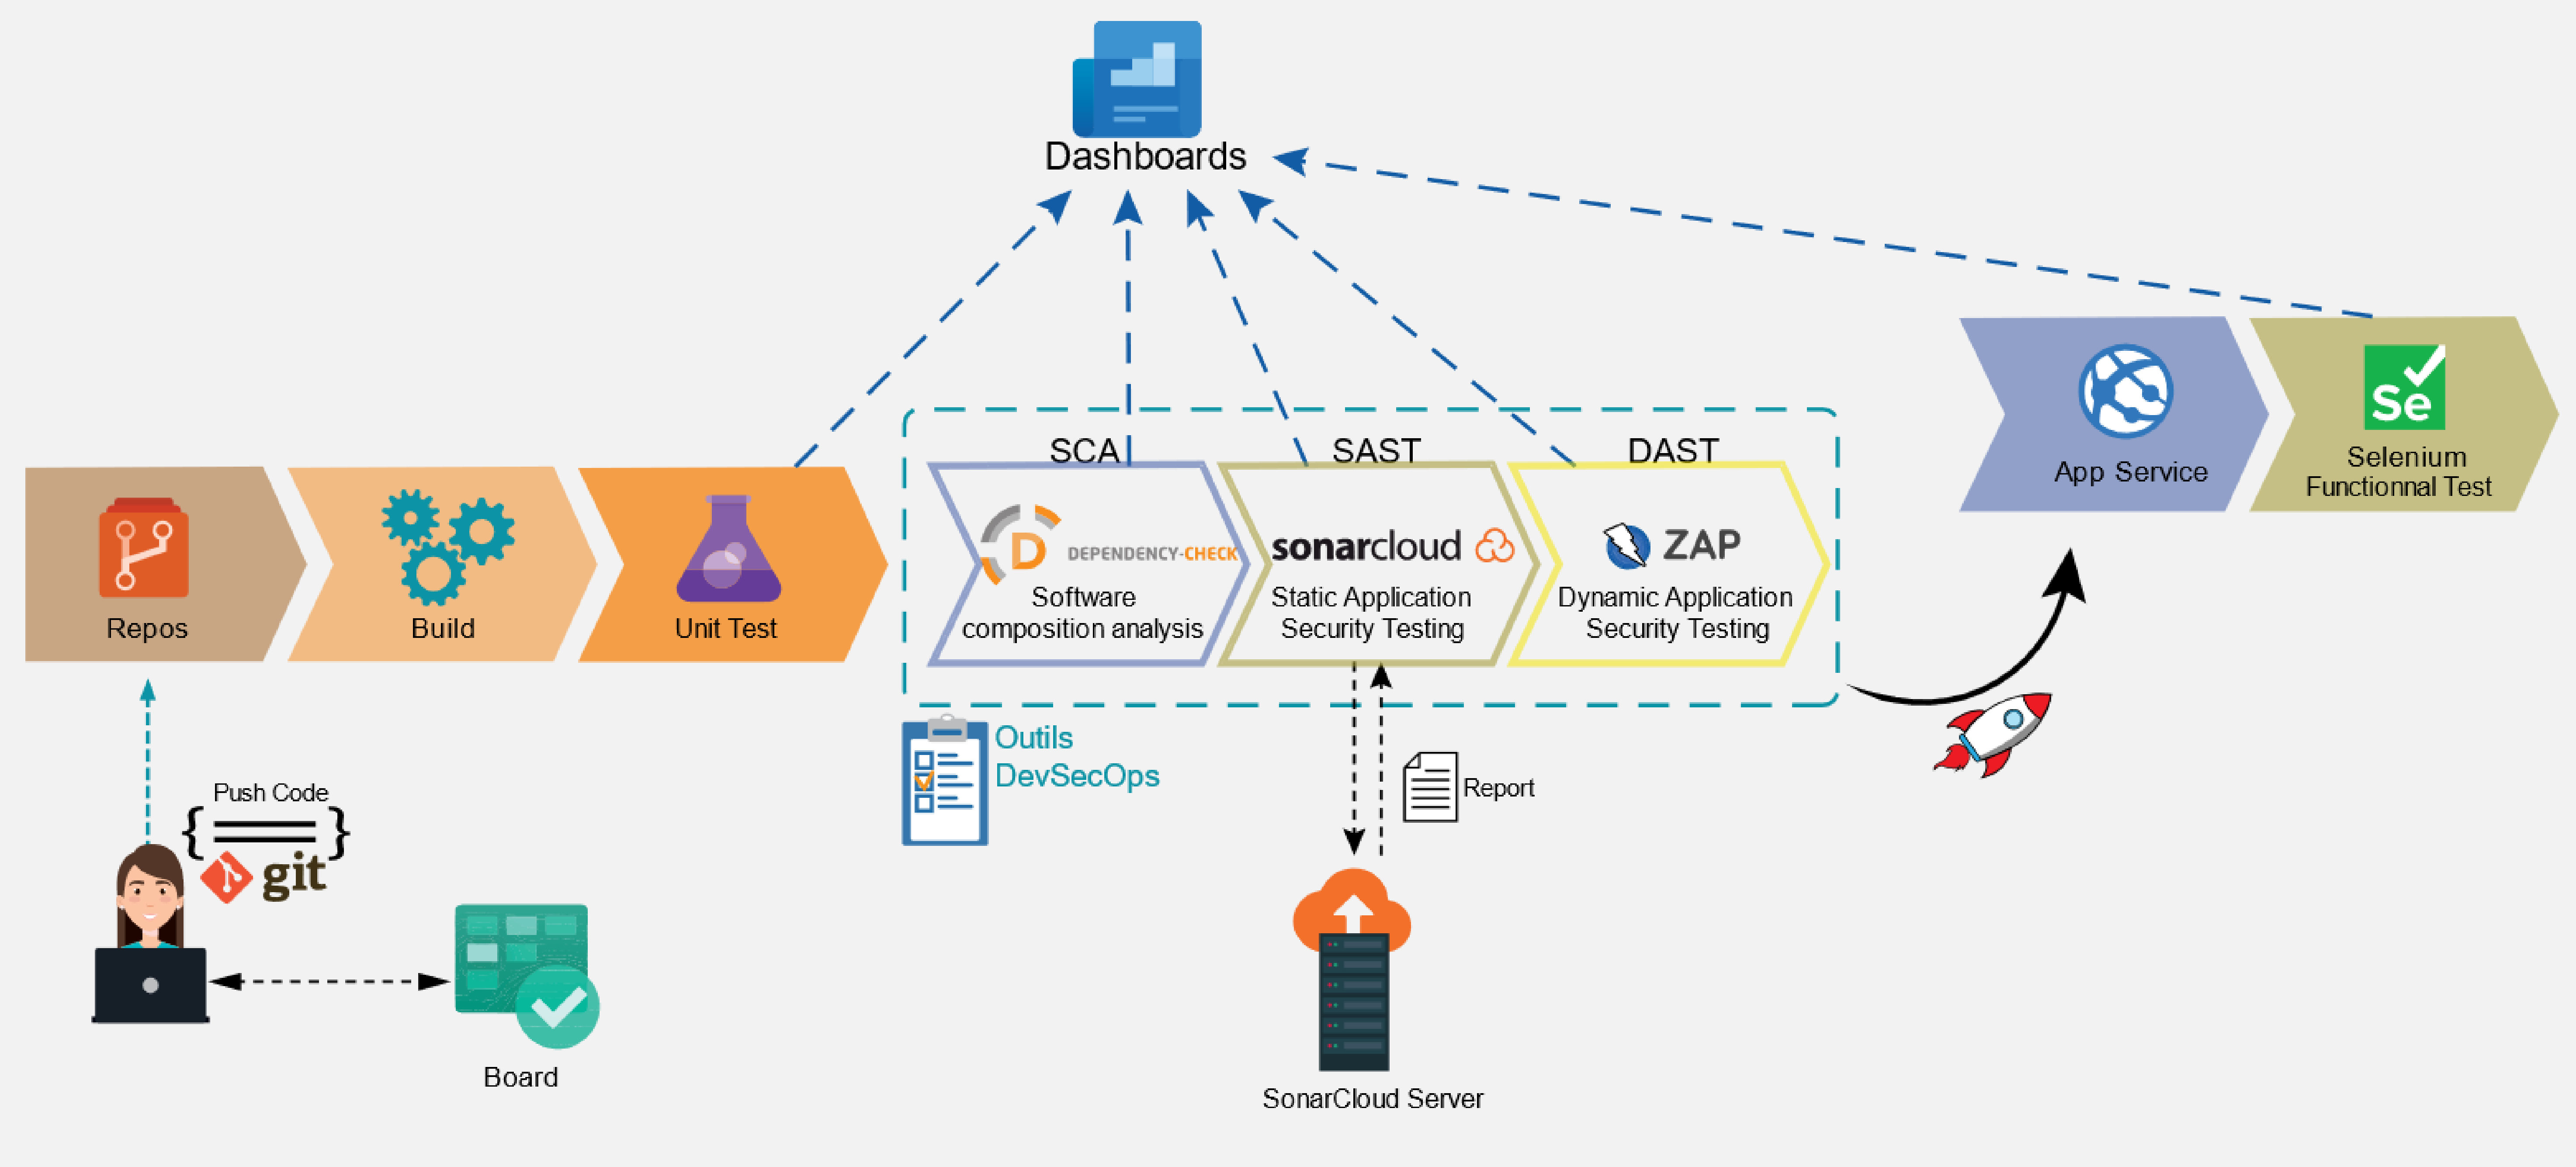 Dashboards
SCA
SAST
DAST
DEPENDENCY-CHECK
Software
composition analysis
sonarcloud
Static Application
Security Testing
ZAP
Dynamic Application
Security Testing
App Service
Se
Selenium
Functionnal Test
Repos
Build
Unit Test
Outils
DevSecOps
Report
Push Code
git
Board
SonarCloud Server